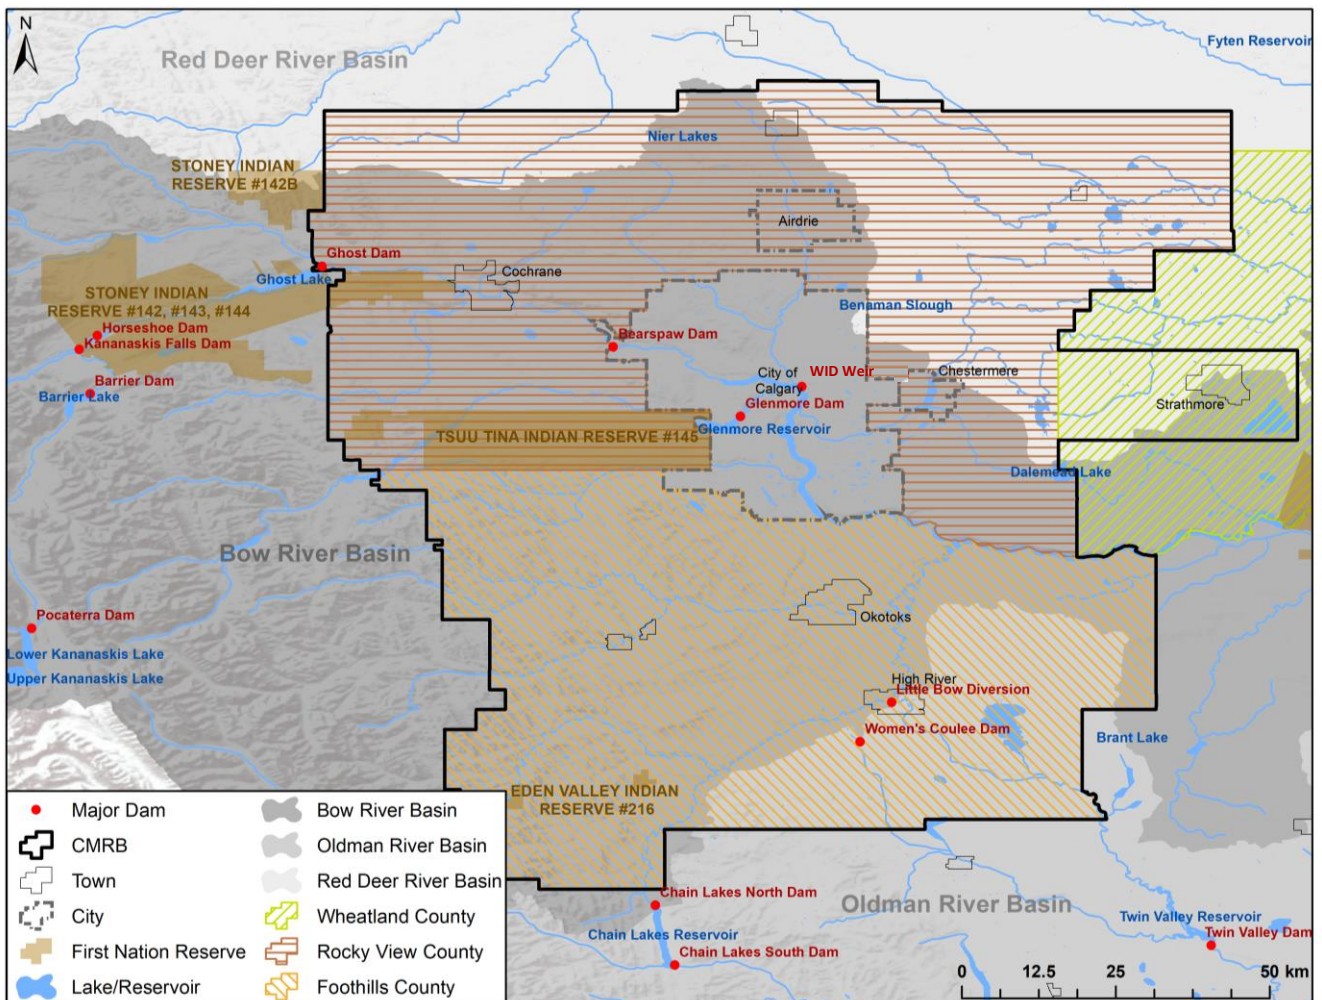 N
Red Deer River Basin
Fyten Reservoir
Nier Lakes
STONEY INDIAN
RESERVE #142B
Airdrie
Ghost Dam
Ghost Lake
Cochrane
STONEY INDIAN
RESERVE #142, #143, #144
Benaman Slough
Horseshoe Dam
Kananaskis Falls Dam
Bearspaw Dam
Barrier Dam
Barrier Lake
City of
Calgary
WID Weir
Chestermere
Glenmore Dam
Strathmore
Glenmore Reservoir
TSUU TINA INDIAN RESERVE #145
Dalemead Lake
Bow River Basin
Pocaterra Dam
Okotoks
Lower Kananaskis Lake
Upper Kananaskis Lake
High River
Little Bow Diversion
Women's Coulee Dam
Brant Lake
EDEN VALLEY INDIAN
RESERVE #216
Major Dam
Bow River Basin
CMRB
Oldman River Basin
Town
Red Deer River Basin
City
Wheatland County
First Nation Reserve
Rocky View County
Lake/Reservoir
Foothills County
Chain Lakes North Dam
Oldman River Basin
Chain Lakes Reservoir
Twin Valley Reservoir
Twin Valley Dam
Chain Lakes South Dam
0 12.5 25 50 km